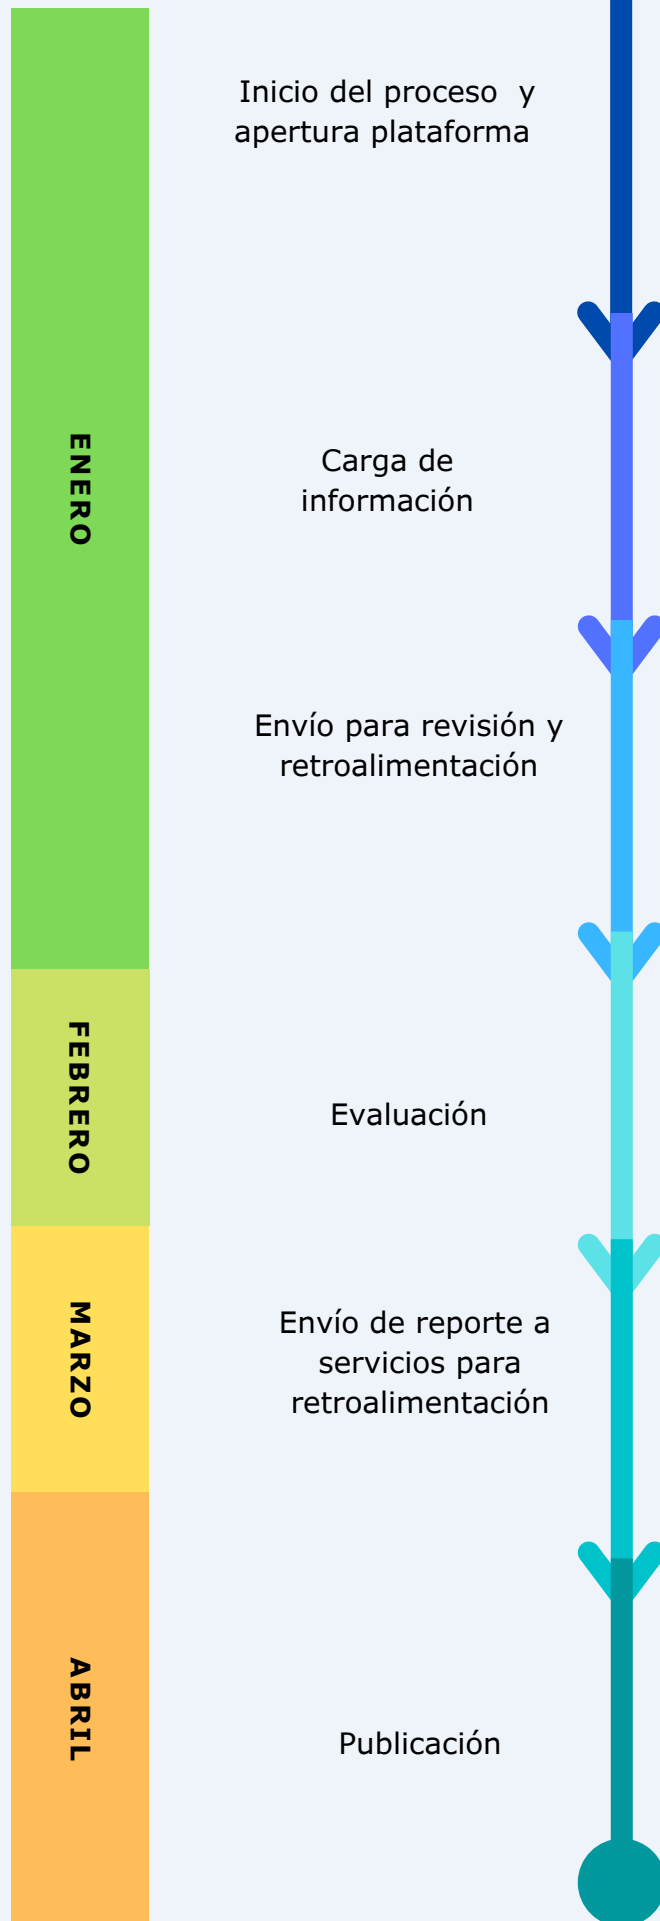 Inicio del proceso y
apertura plataforma
ENERO
Carga de
información
Envío para revisión y
retroalimentación
FEBRERO
Evaluación
MARZO
Envío de reporte a
servicios para
retroalimentación
ABRIL
Publicación